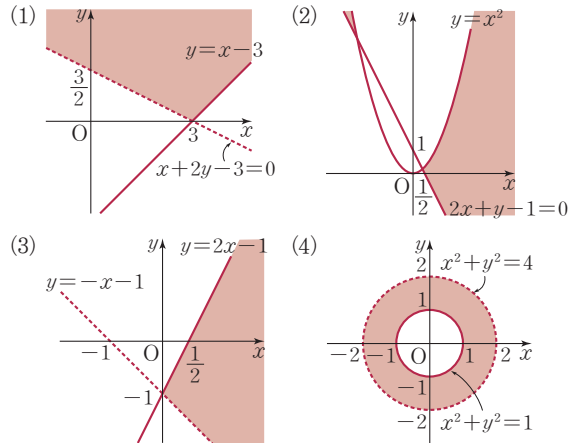 (1)
y
y=x−3
3/2
O
3
x
x+2y−3=0
(2)
y
y=x²
1
O
1/2
x
2x+y−1=0
(3)
y
y=2x−1
y=−x−1
−1
O
1/2
x
−1
(4)
y
x²+y²=4
2
1
−2
−1
O
1
2
x
−1
−2
x²+y²=1